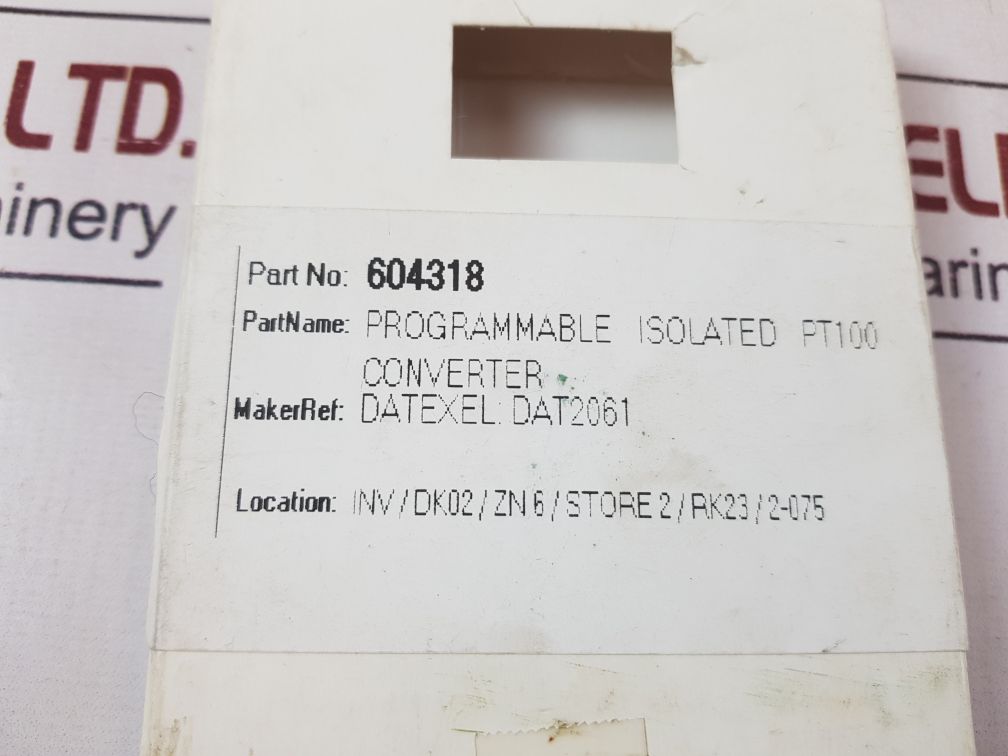 LTD.
Part No: 604318
PartName: PROGRAMMABLE ISOLATED PT100
CONVERTER
MakerRef: DATEXEL: DAT2061
Location: INV / DK02 / ZN 6 / STORE 2 / RK23 / 2-075